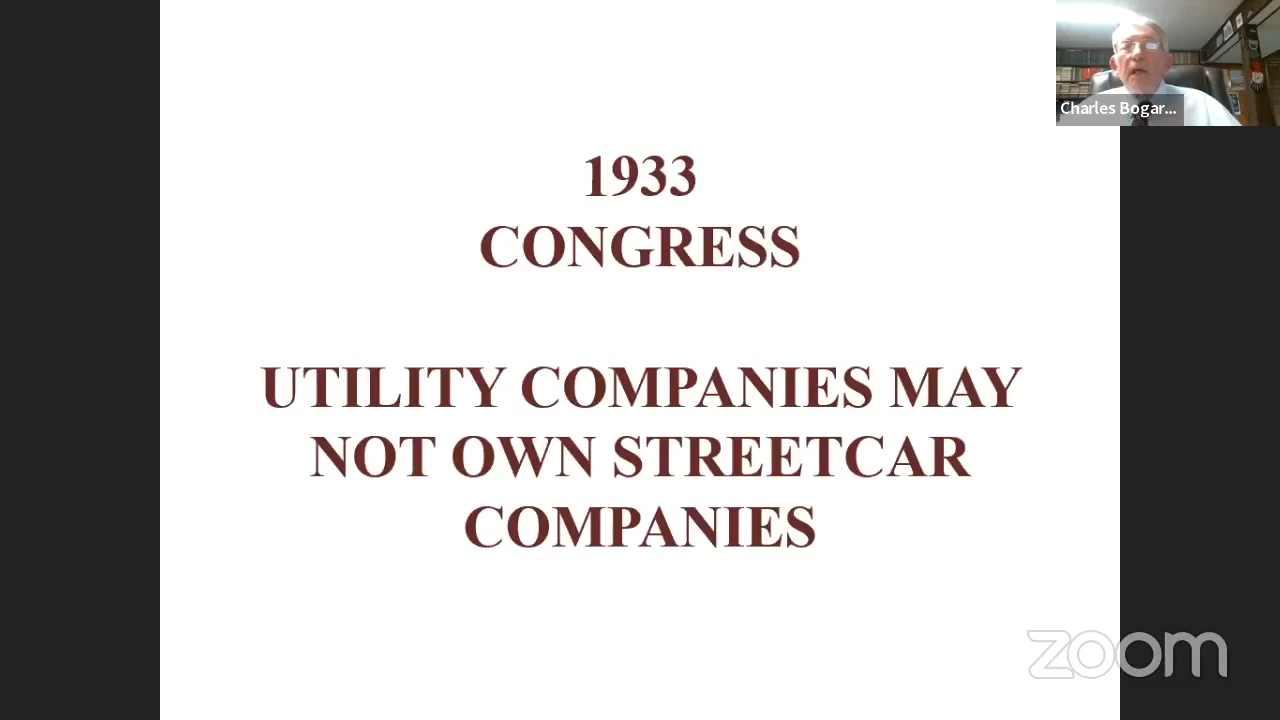 Charles Bogar...
1933
CONGRESS
UTILITY COMPANIES MAY
NOT OWN STREETCAR
COMPANIES
zoom